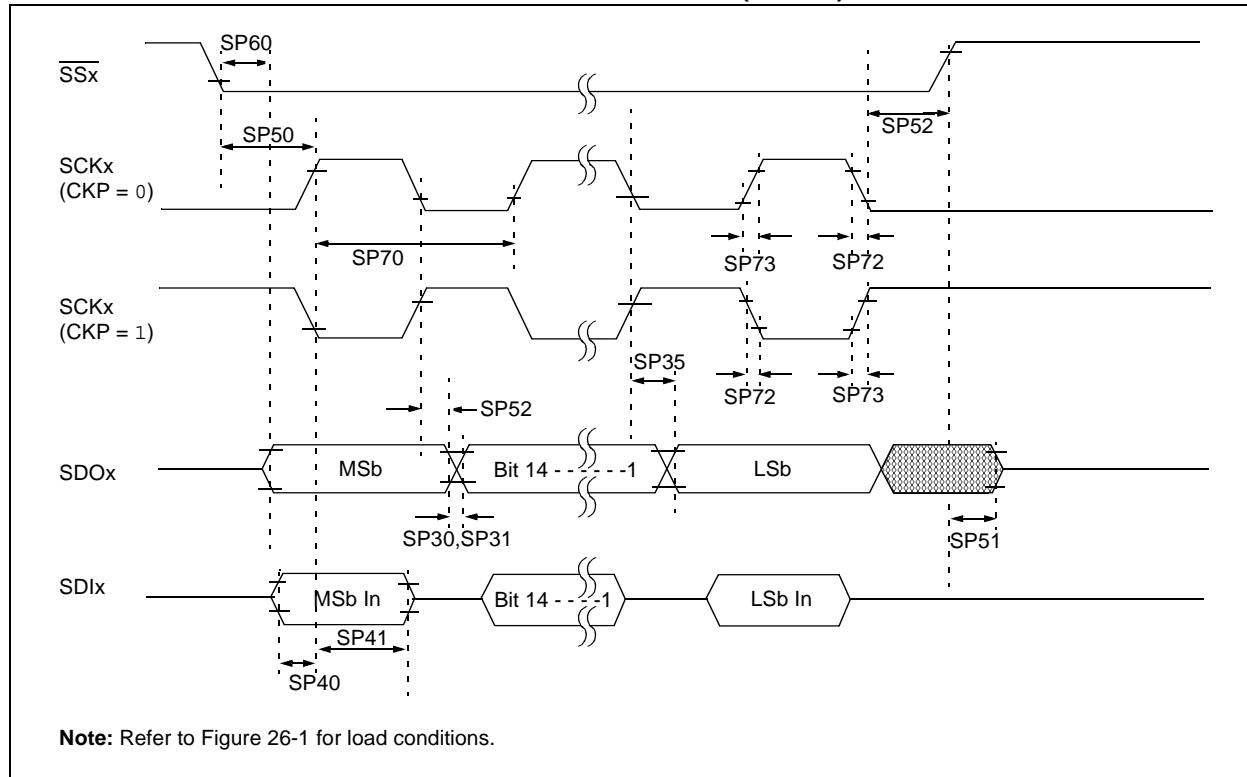 SP60
SSx
SP50
SP52
SCKx
(CKP = 0)
SP70
SP73
SP72
SCKx
(CKP = 1)
SP35
SP72
SP73
SP52
SDOx
MSb
Bit 14 - - - - - -1
LSb
SP30,SP31
SP51
SDIx
MSb In
Bit 14 - - - -1
LSb In
SP41
SP40
Note: Refer to Figure 26-1 for load conditions.